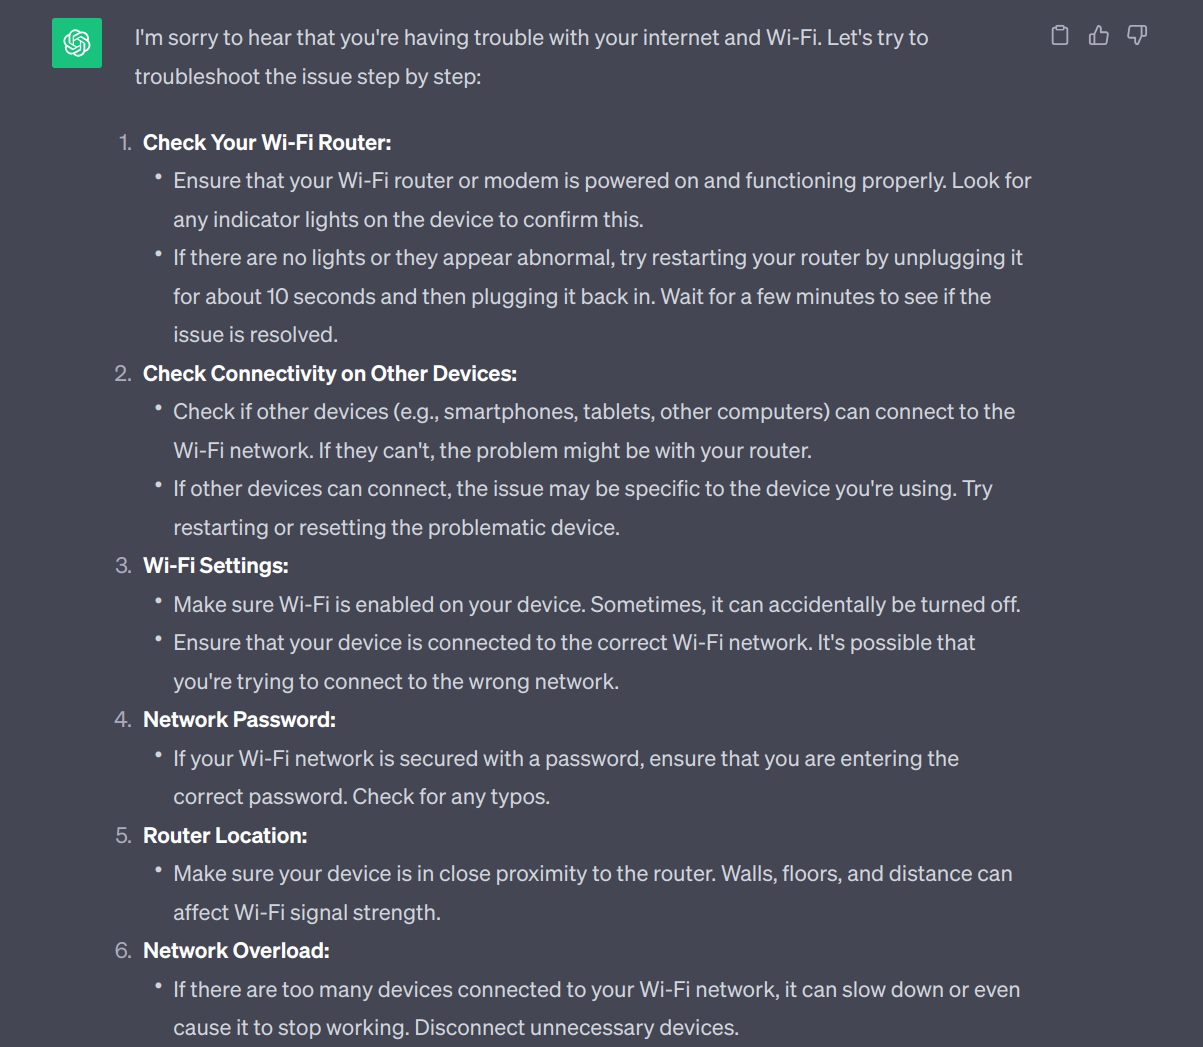 I'm sorry to hear that you're having trouble with your internet and Wi-Fi. Let's try to
troubleshoot the issue step by step:
1. Check Your Wi-Fi Router:
• Ensure that your Wi-Fi router or modem is powered on and functioning properly. Look for
any indicator lights on the device to confirm this.
• If there are no lights or they appear abnormal, try restarting your router by unplugging it
for about 10 seconds and then plugging it back in. Wait for a few minutes to see if the
issue is resolved.
2. Check Connectivity on Other Devices:
• Check if other devices (e.g., smartphones, tablets, other computers) can connect to the
Wi-Fi network. If they can't, the problem might be with your router.
• If other devices can connect, the issue may be specific to the device you're using. Try
restarting or resetting the problematic device.
3. Wi-Fi Settings:
• Make sure Wi-Fi is enabled on your device. Sometimes, it can accidentally be turned off.
• Ensure that your device is connected to the correct Wi-Fi network. It's possible that
you're trying to connect to the wrong network.
4. Network Password:
• If your Wi-Fi network is secured with a password, ensure that you are entering the
correct password. Check for any typos.
5. Router Location:
• Make sure your device is in close proximity to the router. Walls, floors, and distance can
affect Wi-Fi signal strength.
6. Network Overload:
• If there are too many devices connected to your Wi-Fi network, it can slow down or even
cause it to stop working. Disconnect unnecessary devices.